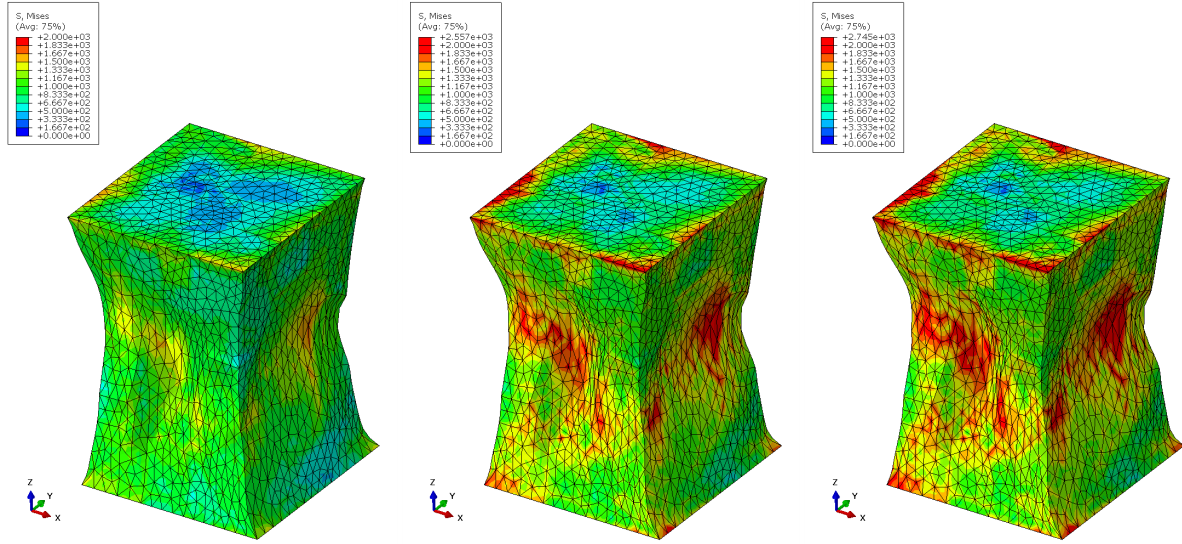 S, Mises
(Avg: 75%)
+2.000e+03
+1.833e+03
+1.667e+03
+1.500e+03
+1.333e+03
+1.167e+03
+1.000e+03
+8.333e+02
+6.667e+02
+5.000e+02
+3.333e+02
+1.667e+02
+0.000e+00
Z
Y
X
S, Mises
(Avg: 75%)
+2.557e+03
+2.000e+03
+1.833e+03
+1.667e+03
+1.500e+03
+1.333e+03
+1.167e+03
+1.000e+03
+8.333e+02
+6.667e+02
+5.000e+02
+3.333e+02
+1.667e+02
+0.000e+00
Z
Y
X
S, Mises
(Avg: 75%)
+2.745e+03
+2.000e+03
+1.833e+03
+1.667e+03
+1.500e+03
+1.333e+03
+1.167e+03
+1.000e+03
+8.333e+02
+6.667e+02
+5.000e+02
+3.333e+02
+1.667e+02
+0.000e+00
Z
Y
X